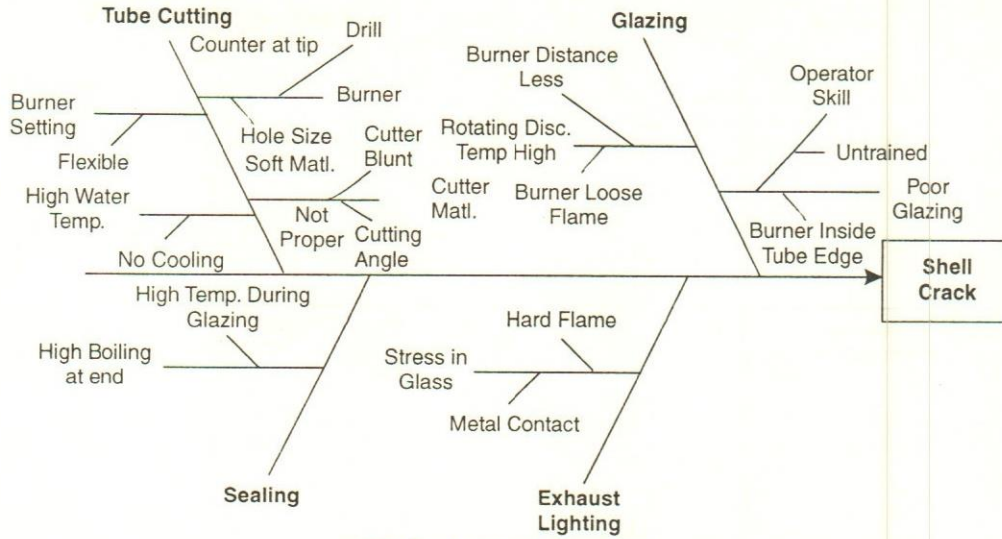 Tube Cutting
Counter at tip
Drill
Burner
Burner
Setting
Hole Size
Soft Matl.
Flexible
Cutter
Blunt
High Water
Temp.
Not
Proper
Cutting
Angle
No Cooling
Glazing
Burner Distance
Less
Rotating Disc.
Temp High
Cutter
Matl.
Burner Loose
Flame
Operator
Skill
Untrained
Poor
Glazing
Burner Inside
Tube Edge
Shell
Crack
High Temp. During
Glazing
High Boiling
at end
Sealing
Hard Flame
Stress in
Glass
Metal Contact
Exhaust
Lighting